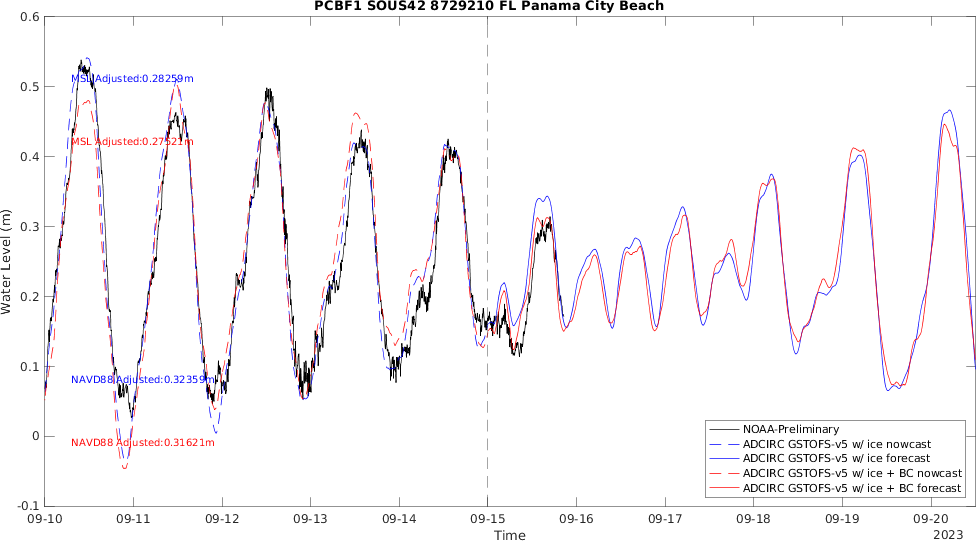 PCBF1 SOUS42 8729210 FL Panama City Beach
0.6
0.5
0.4
0.3
0.2
0.1
0
-0.1
Water Level (m)
MSL Adjusted:0.28259m
MSL Adjusted:0.27521m
NAVD88 Adjusted:0.32359m
NAVD88 Adjusted:0.31621m
NOAA-Preliminary
ADCIRC GSTOFS-v5 w/ ice nowcast
ADCIRC GSTOFS-v5 w/ ice forecast
ADCIRC GSTOFS-v5 w/ ice + BC nowcast
ADCIRC GSTOFS-v5 w/ ice + BC forecast
09-10 09-11 09-12 09-13 09-14 09-15 09-16 09-17 09-18 09-19 09-20
Time
2023